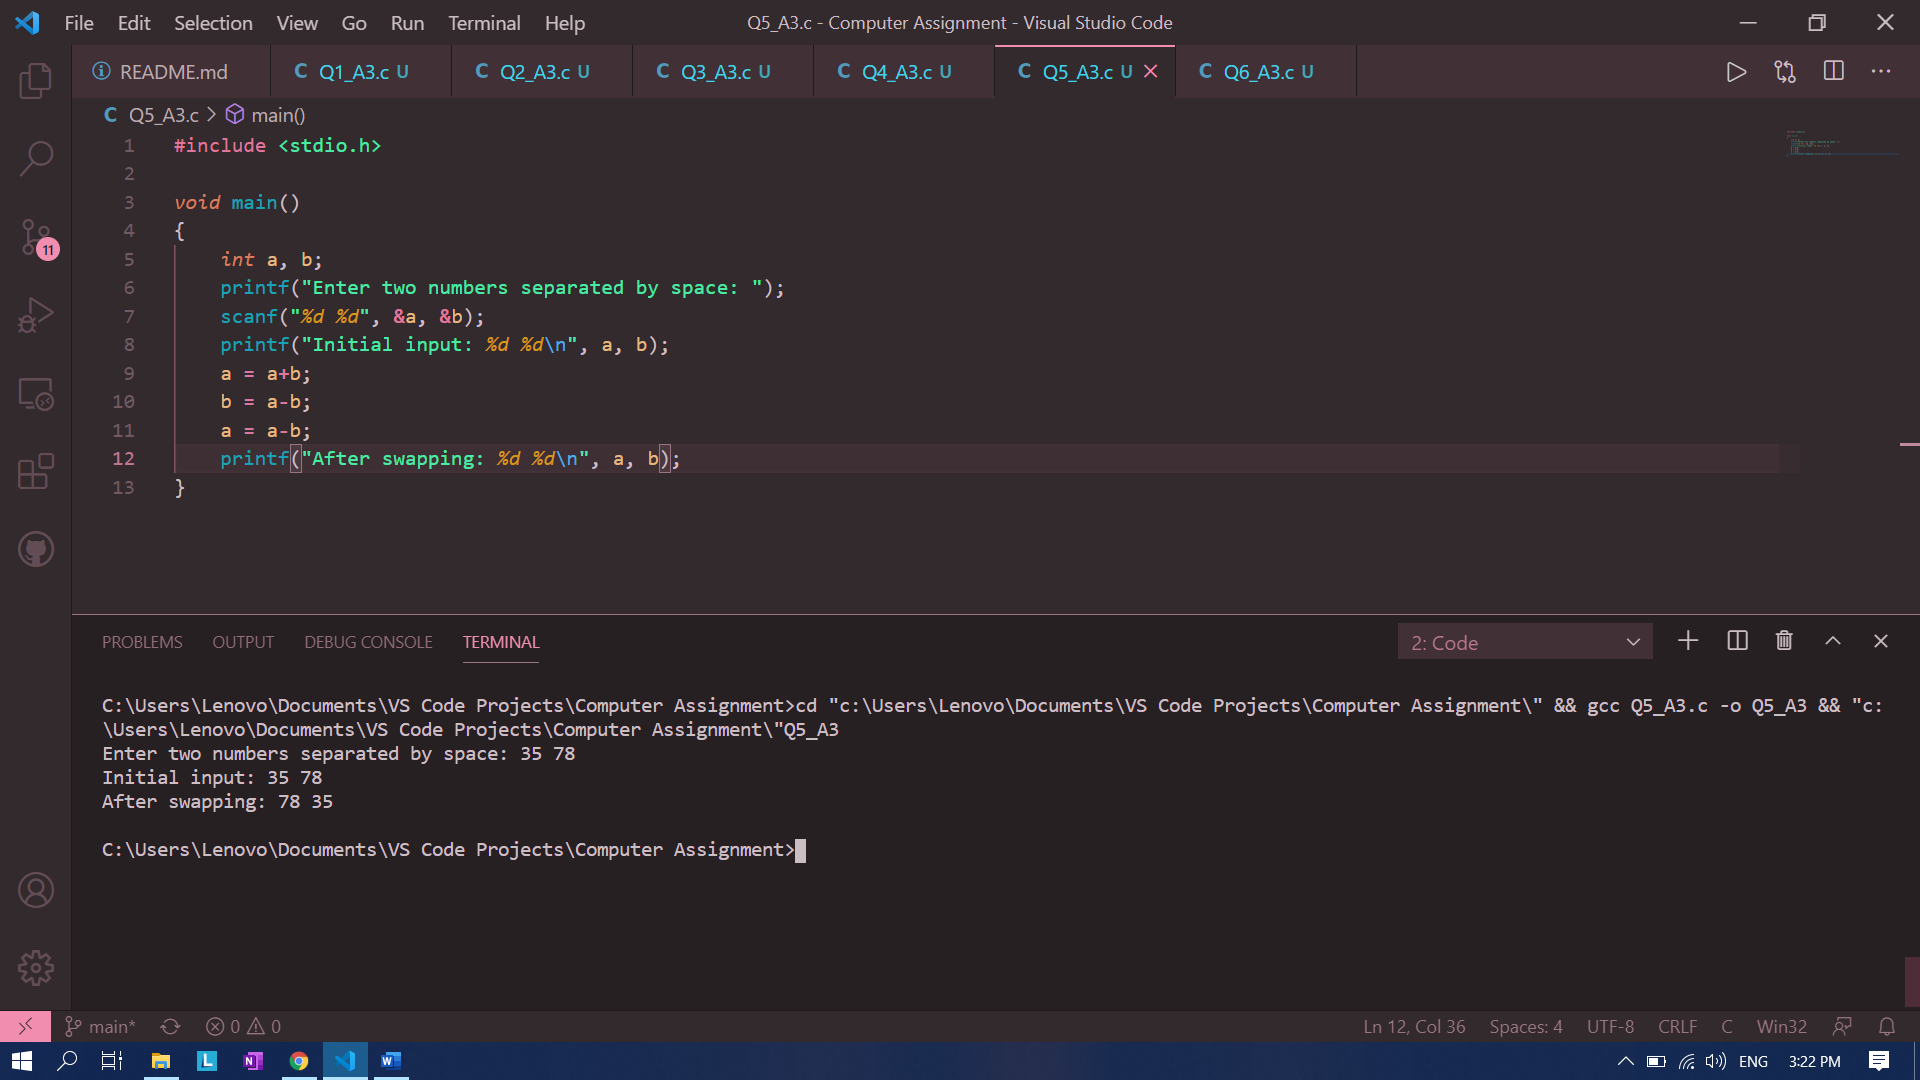 File Edit Selection View Go Run Terminal Help Q5_A3.c - Computer Assignment - Visual Studio Code
README.md C Q1_A3.c U C Q2_A3.c U C Q3_A3.c U C Q4_A3.c U C Q5_A3.c U C Q6_A3.c U
C Q5_A3.c > main()
1 #include <stdio.h>
2
3 void main()
4 {
5 int a, b;
6 printf("Enter two numbers separated by space: ");
7 scanf("%d %d", &a, &b);
8 printf("Initial input: %d %d\n", a, b);
9 a = a+b;
10 b = a-b;
11 a = a-b;
12 printf("After swapping: %d %d\n", a, b);
13 }
11
PROBLEMS OUTPUT DEBUG CONSOLE TERMINAL 2: Code
C:\Users\Lenovo\Documents\VS Code Projects\Computer Assignment>cd "c:\Users\Lenovo\Documents\VS Code Projects\Computer Assignment\" && gcc Q5_A3.c -o Q5_A3 && "c:
\Users\Lenovo\Documents\VS Code Projects\Computer Assignment\"Q5_A3
Enter two numbers separated by space: 35 78
Initial input: 35 78
After swapping: 78 35
C:\Users\Lenovo\Documents\VS Code Projects\Computer Assignment>
main* 0 0 Ln 12, Col 36 Spaces: 4 UTF-8 CRLF C Win32
L N W ENG 3:22 PM